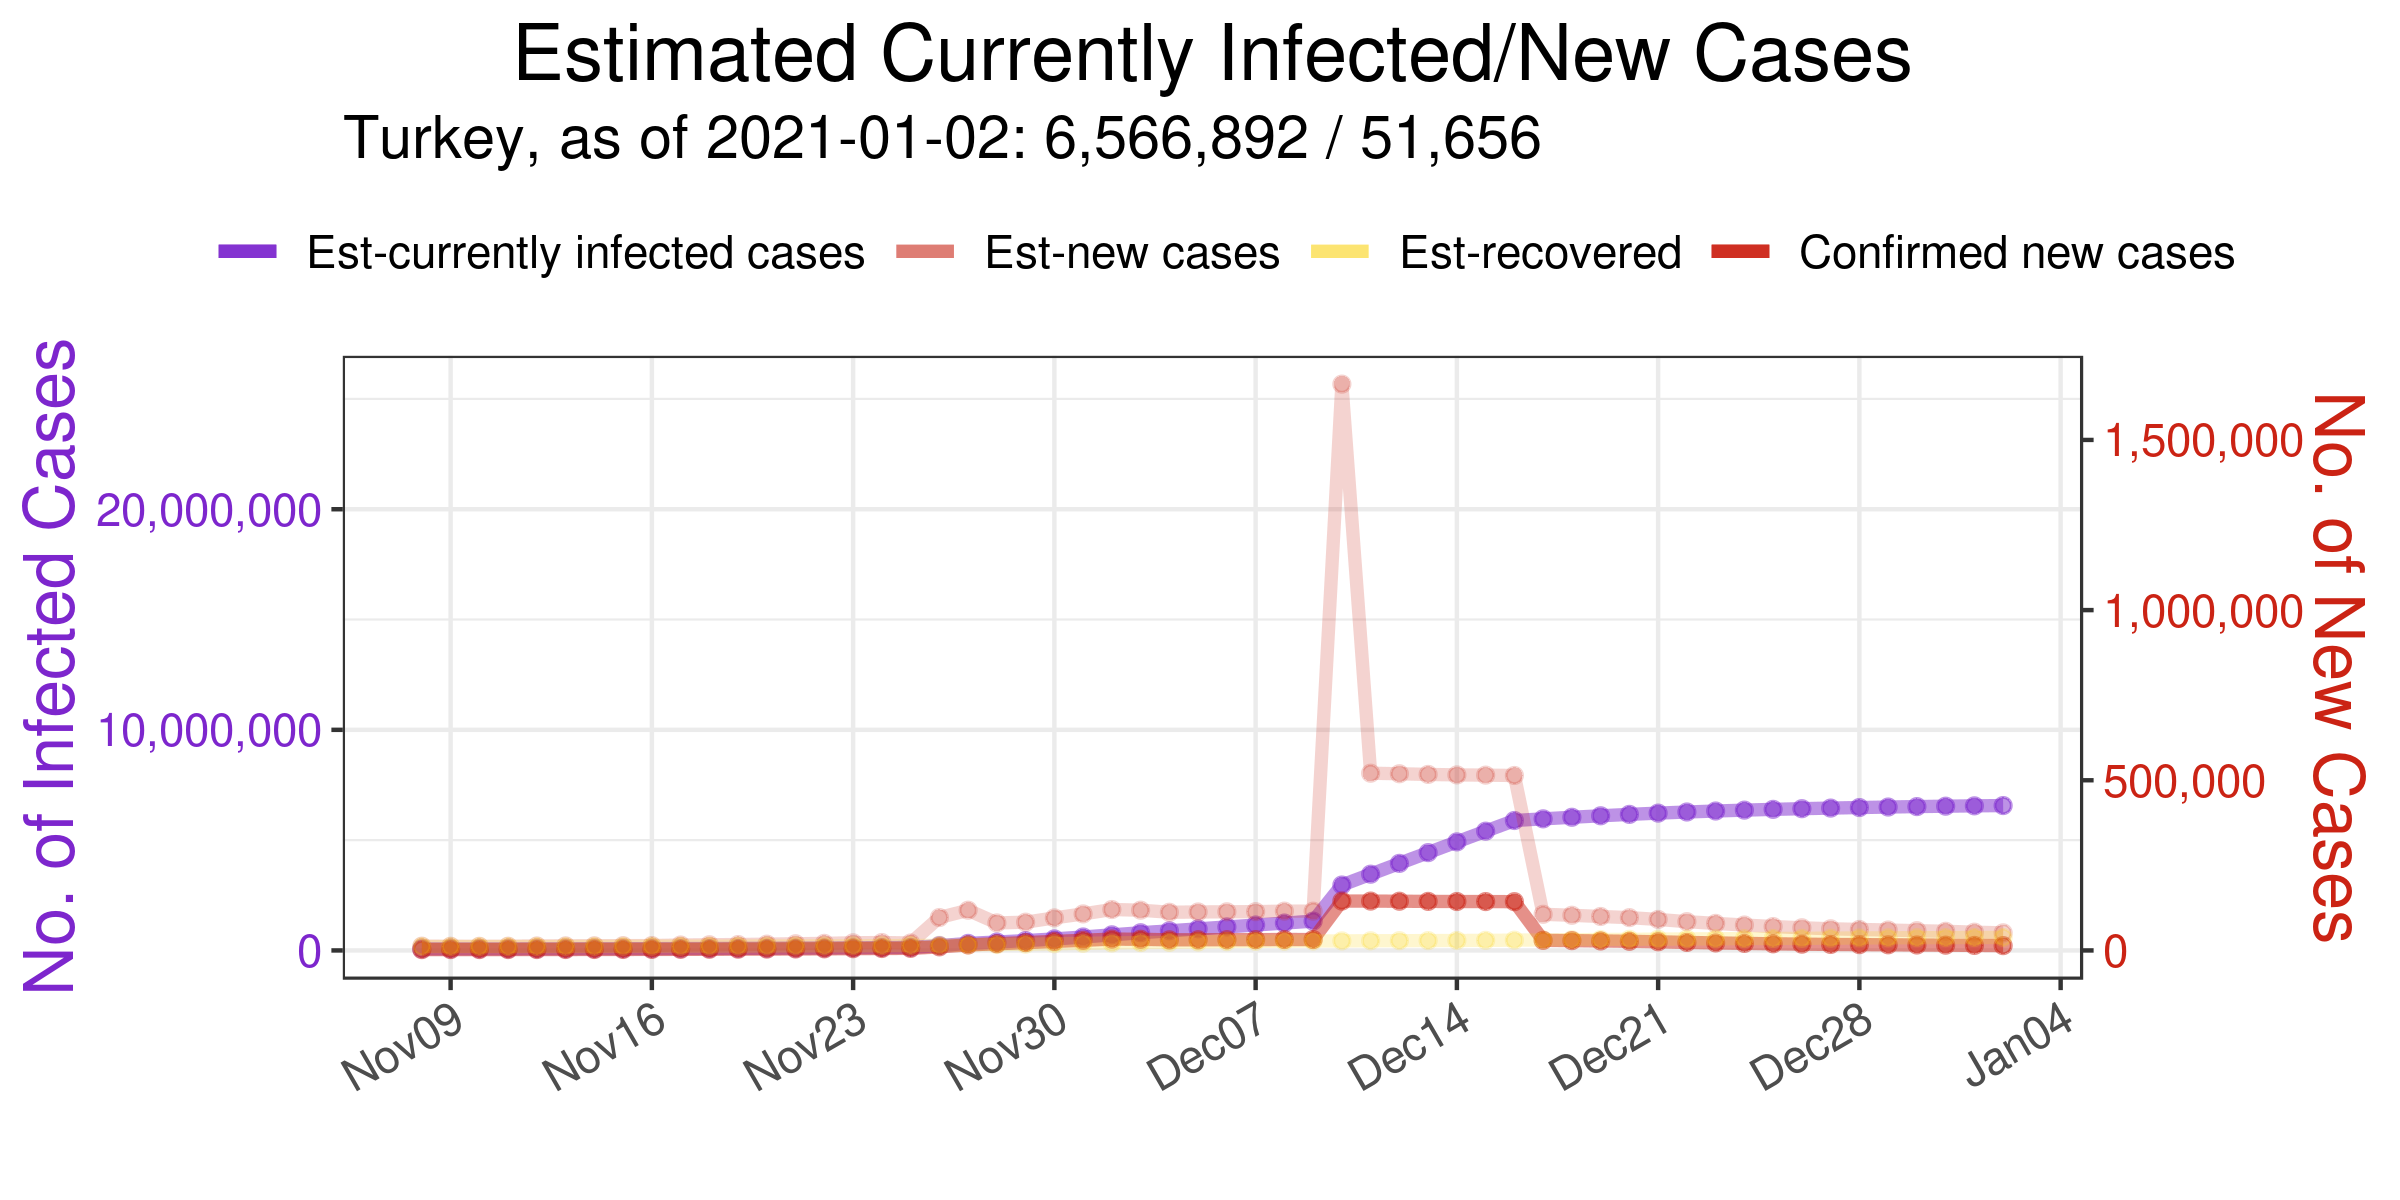 Estimated Currently Infected/New Cases
Turkey, as of 2021-01-02: 6,566,892 / 51,656
Est-currently infected cases Est-new cases Est-recovered Confirmed new cases
No. of Infected Cases
20,000,000
10,000,000
0
1,500,000
1,000,000
500,000
0
No. of New Cases
Nov09 Nov16 Nov23 Nov30 Dec07 Dec14 Dec21 Dec28 Jan04